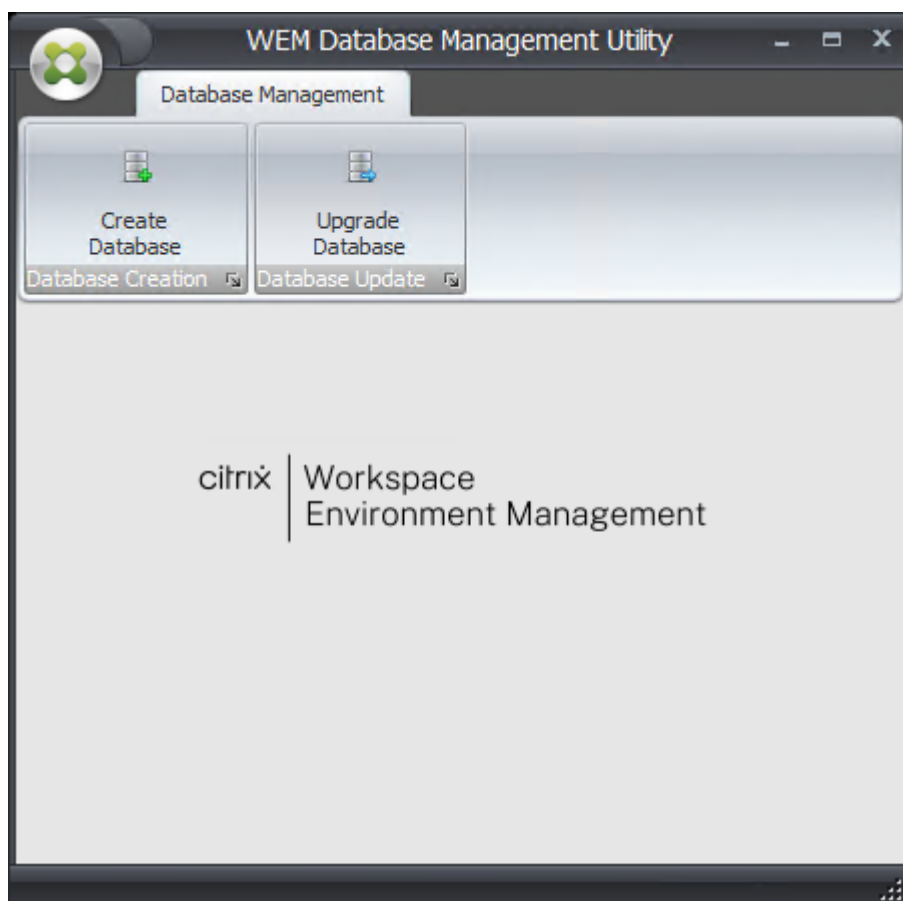 WEM Database Management Utility
Database Management
Create
Database
Upgrade
Database
Database Creation
Database Update
citrix
Workspace
Environment Management